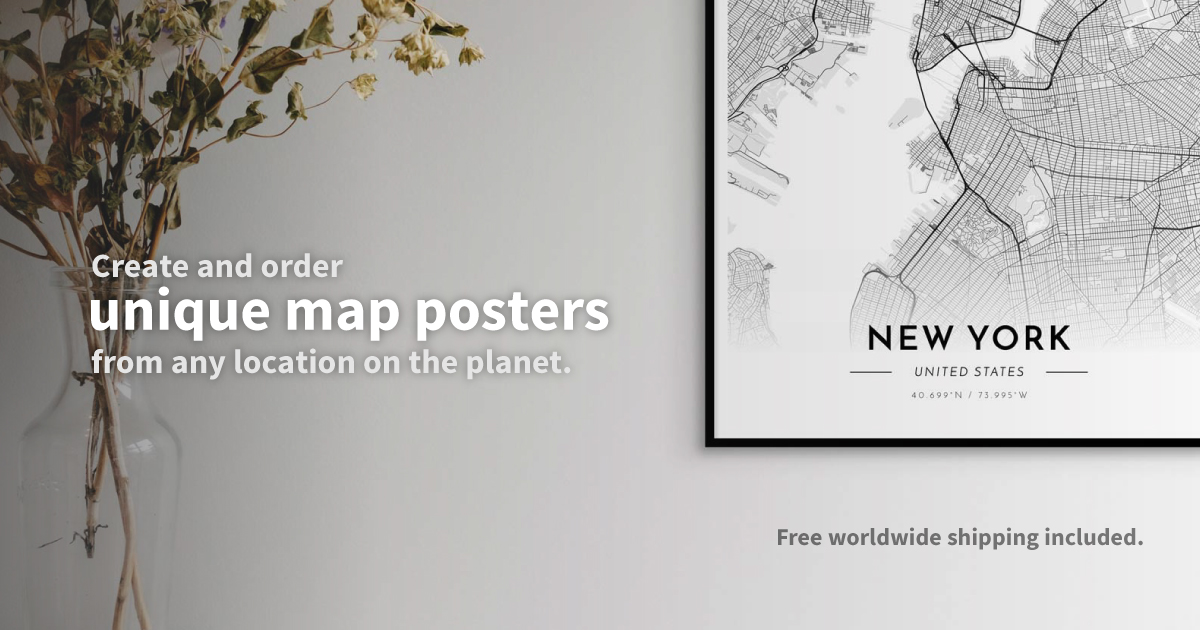 Create and order
unique map posters
from any location on the planet.
NEW YORK
UNITED STATES
40.699°N / 73.995°W
Free worldwide shipping included.